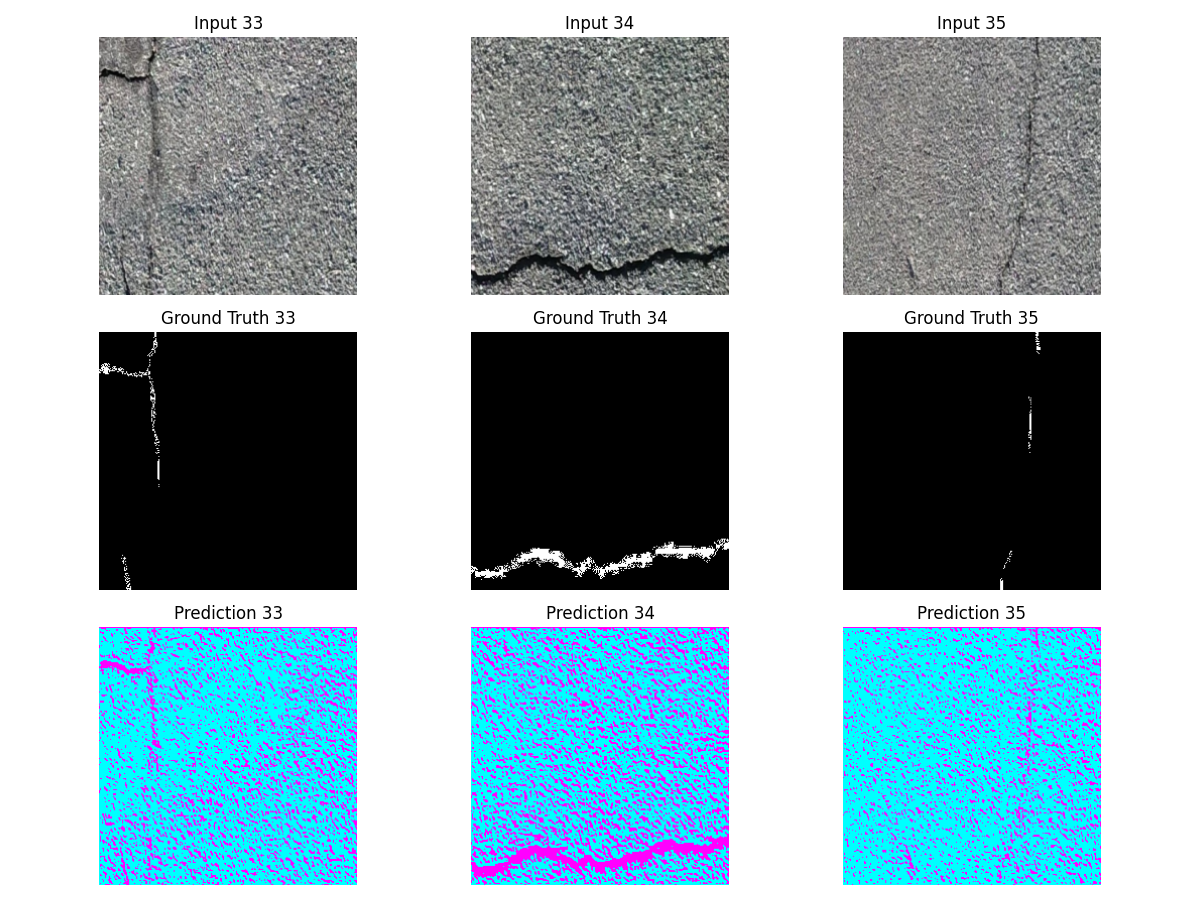 Input 33
Input 34
Input 35
Ground Truth 33
Ground Truth 34
Ground Truth 35
Prediction 33
Prediction 34
Prediction 35